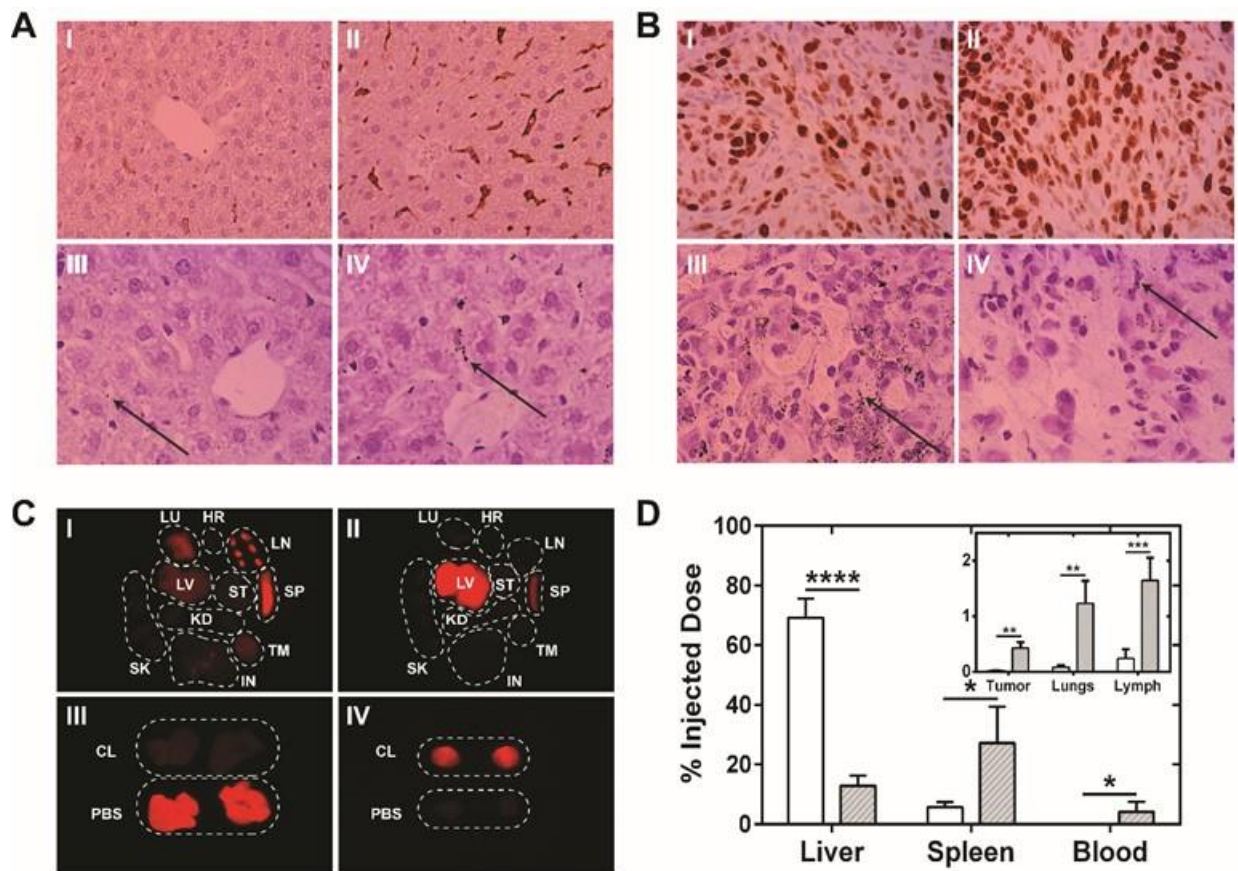 A
I
II
III
IV
B
I
II
III
IV
C
I
LU
HR
LN
LV
ST
SP
KD
SK
IN
TM
II
LU
HR
LN
LV
ST
SP
KD
SK
IN
TM
III
CL
PBS
IV
CL
PBS
D
% Injected Dose
100
80
60
40
20
0
****
*
*
Liver
Spleen
Blood
2
1
0
**
**
***
Tumor
Lungs
Lymph